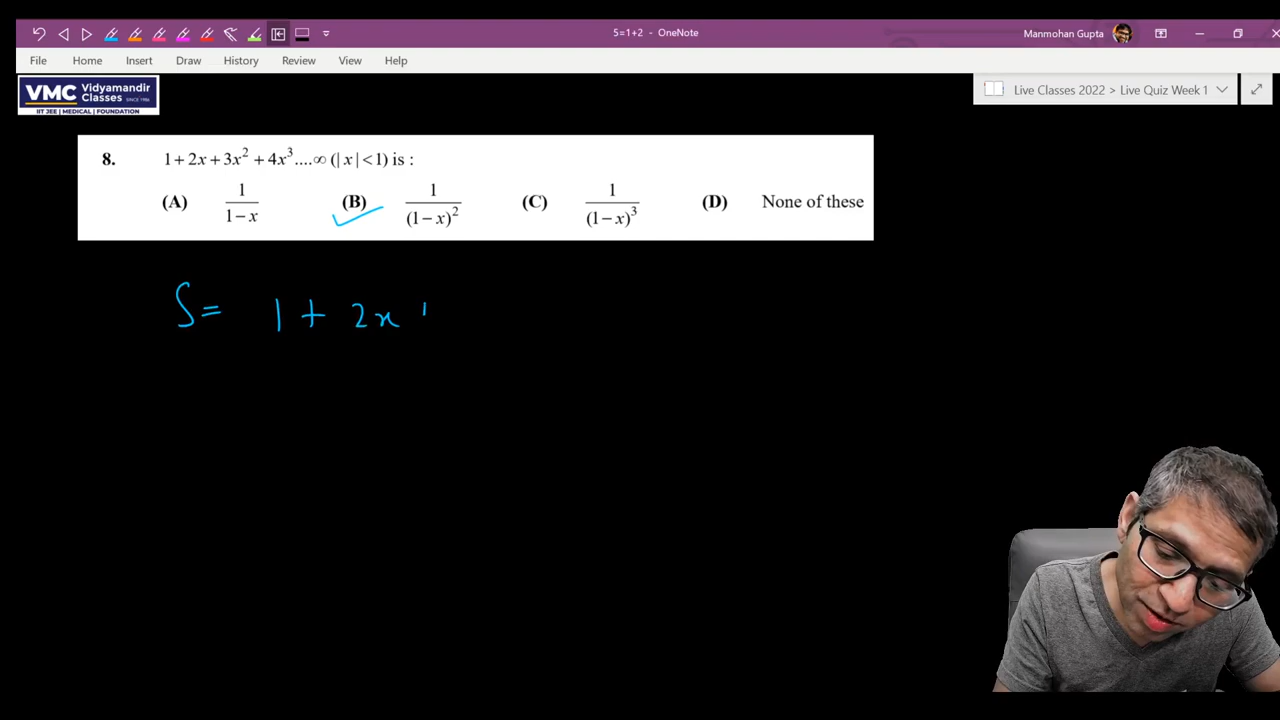 5=1+2 - OneNote
Manmohan Gupta
File Home Insert Draw History Review View Help
VMC Vidyamandir Classes SINCE 1986
IIT JEE | MEDICAL | FOUNDATION
Live Classes 2022 > Live Quiz Week 1
8. 1 + 2x + 3x² + 4x³....∞ (| x | < 1) is :
(A) 1/(1 − x) (B) 1/(1 − x)² (C) 1/(1 − x)³ (D) None of these
S = 1 + 2x